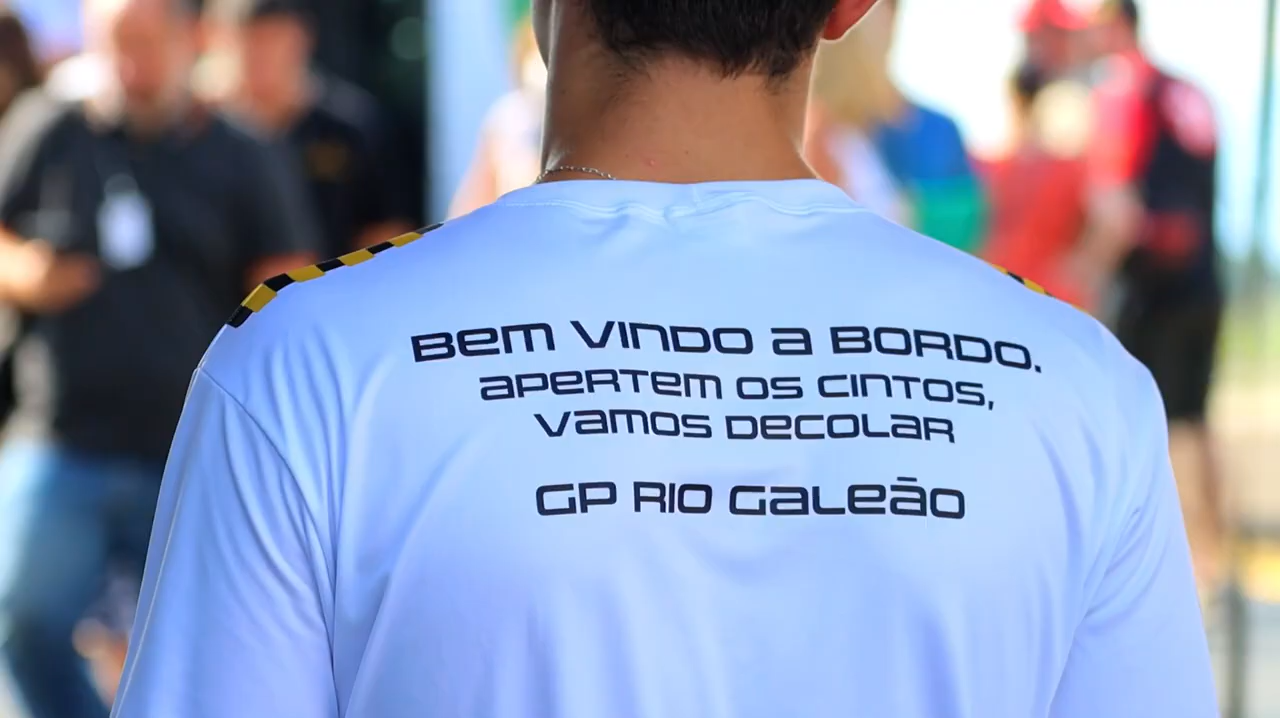 Bem VINDO a BORDO.
aPERTEM OS CINTOS,
Vamos Decolar
GP RIO Galeão